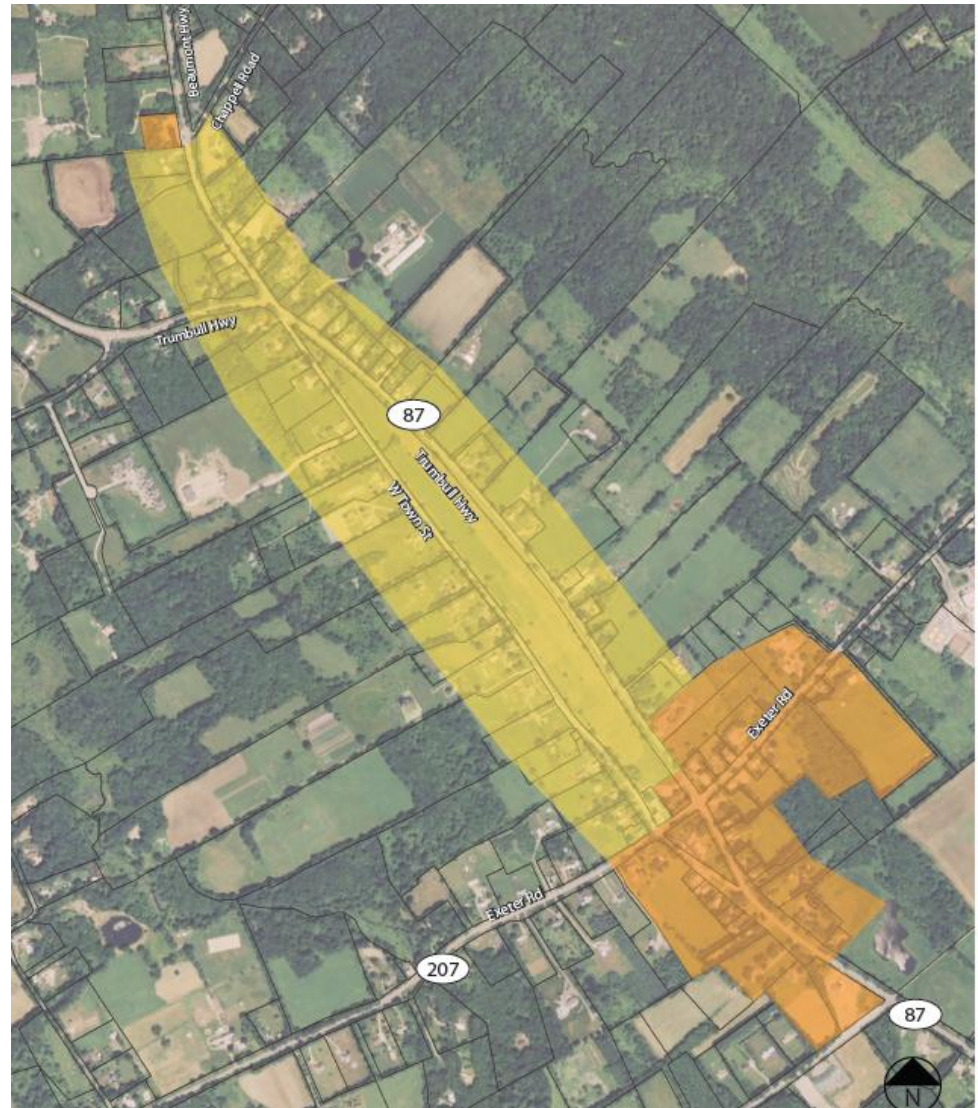 Beaumont Hwy
Chappell Road
Trumbull Hwy
87
Trumbull Hwy
W Town St
Exeter Rd
Exeter Rd
207
87
N